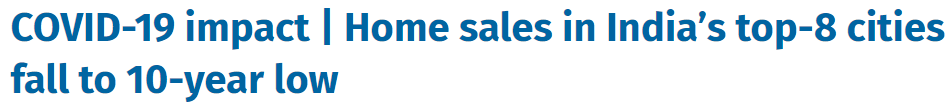 COVID-19 impact | Home sales in India’s top-8 cities
fall to 10-year low